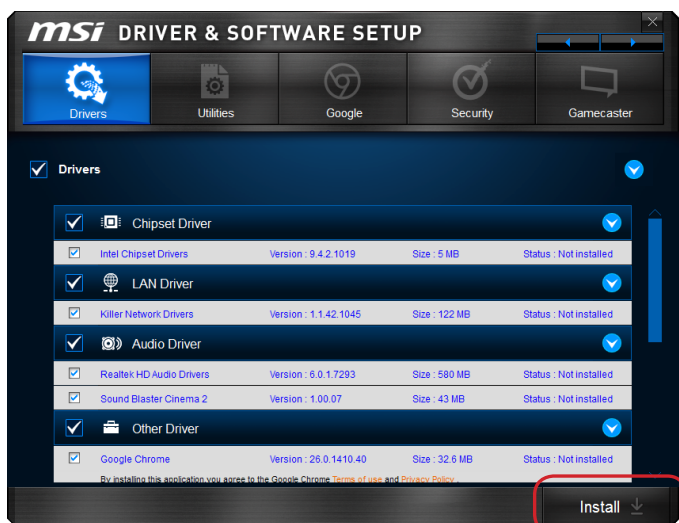 msi DRIVER & SOFTWARE SETUP
Drivers Utilities Google Security Gamecaster
Drivers
Chipset Driver
Intel Chipset Drivers Version : 9.4.2.1019 Size : 5 MB Status : Not installed
LAN Driver
Killer Network Drivers Version : 1.1.42.1045 Size : 122 MB Status : Not installed
Audio Driver
Realtek HD Audio Drivers Version : 6.0.1.7293 Size : 580 MB Status : Not installed
Sound Blaster Cinema 2 Version : 1.00.07 Size : 43 MB Status : Not installed
Other Driver
Google Chrome Version : 26.0.1410.40 Size : 32.6 MB Status : Not installed
By installing this application you agree to the Google Chrome Terms of use and Privacy Policy .
Install